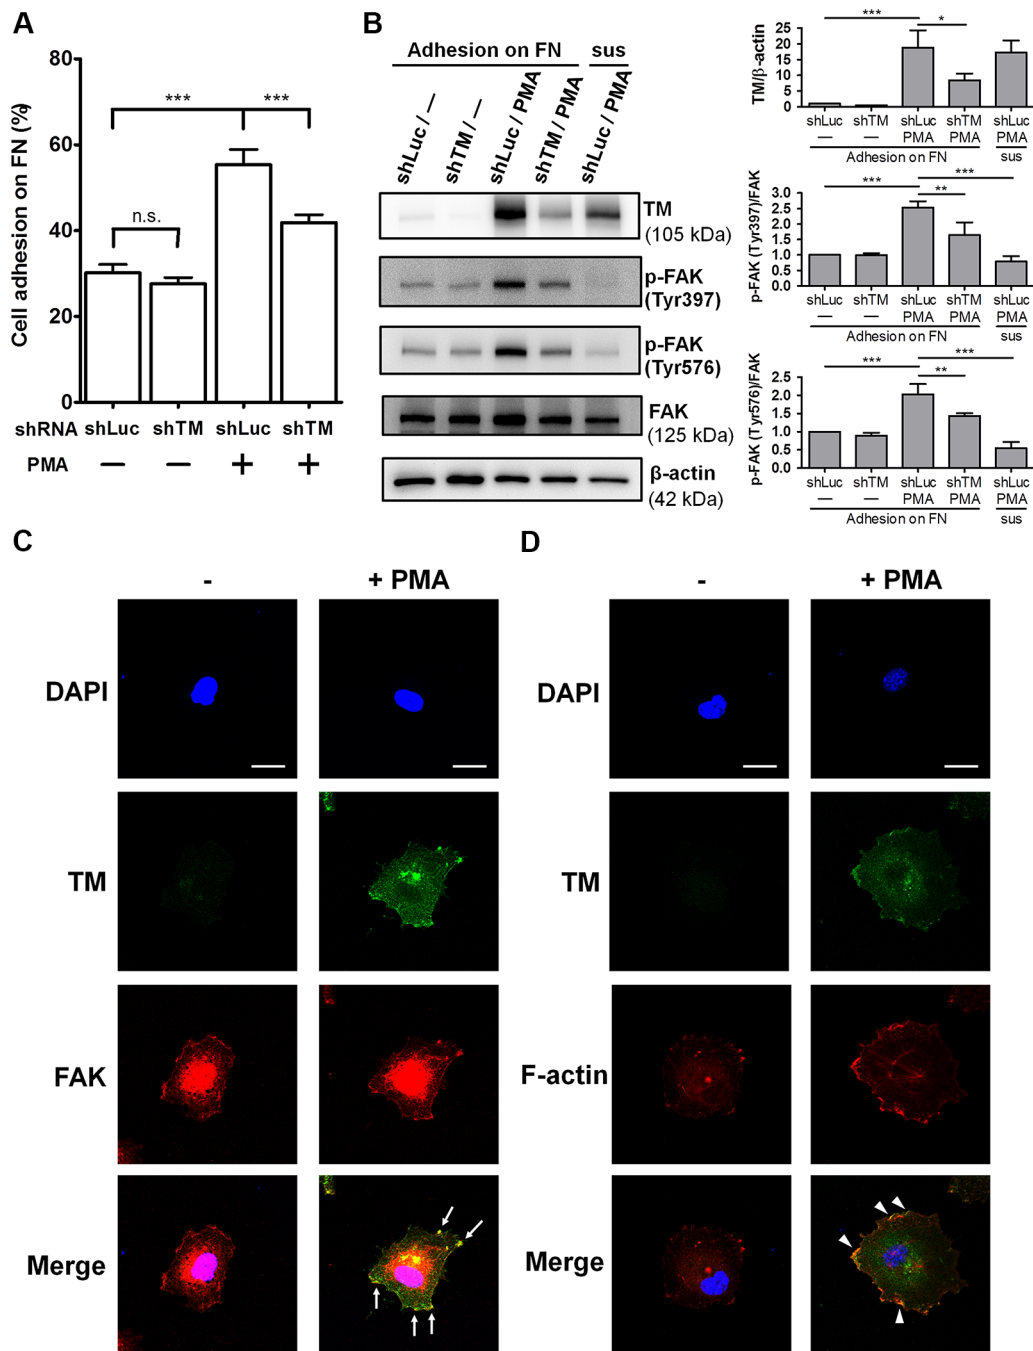 A
Cell adhesion on FN (%)
80
60
40
20
0
***
***
n.s.
shRNA shLuc shTM shLuc shTM
PMA — — + +
B
Adhesion on FN sus
shLuc / —
shTM / —
shLuc / PMA
shTM / PMA
shLuc / PMA
TM
(105 kDa)
p-FAK
(Tyr397)
p-FAK
(Tyr576)
FAK
(125 kDa)
β-actin
(42 kDa)
TM/β-actin
25
20
15
10
5
0
***
*
shLuc shTM shLuc shTM shLuc
— — PMA PMA PMA
Adhesion on FN sus
p-FAK (Tyr397)/FAK
3.0
2.5
2.0
1.5
1.0
0.5
0.0
***
***
**
shLuc shTM shLuc shTM shLuc
— — PMA PMA PMA
Adhesion on FN sus
p-FAK (Tyr576)/FAK
2.5
2.0
1.5
1.0
0.5
0.0
***
***
**
shLuc shTM shLuc shTM shLuc
— — PMA PMA PMA
Adhesion on FN sus
C
- + PMA
DAPI
TM
FAK
Merge
D
- + PMA
DAPI
TM
F-actin
Merge